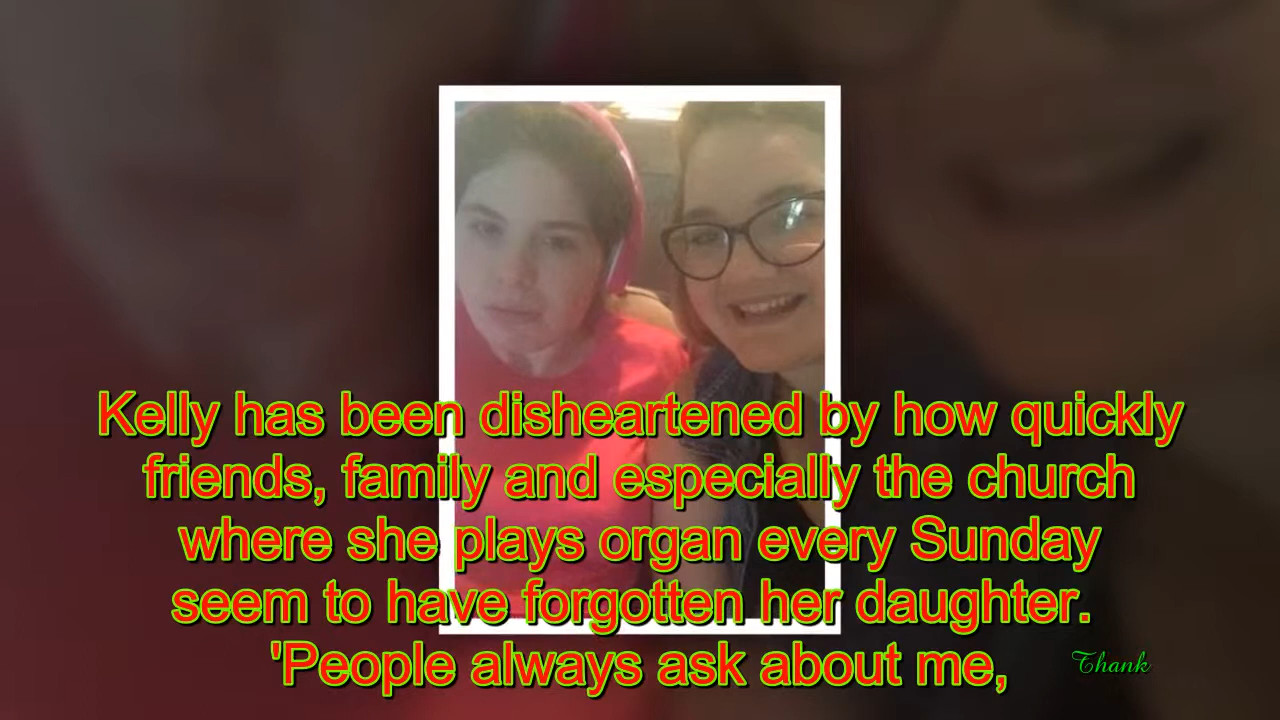 Kelly has been disheartened by how quickly
friends, family and especially the church
where she plays organ every Sunday
seem to have forgotten her daughter.
'People always ask about me,
Thank